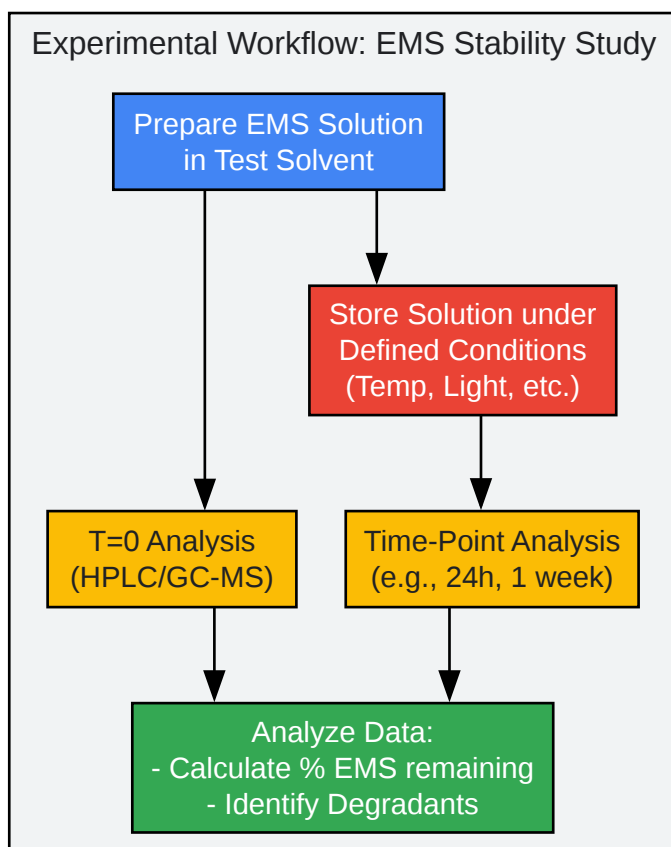 Experimental Workflow: EMS Stability Study
Prepare EMS Solution
in Test Solvent
Store Solution under
Defined Conditions
(Temp, Light, etc.)
T=0 Analysis
(HPLC/GC-MS)
Time-Point Analysis
(e.g., 24h, 1 week)
Analyze Data:
- Calculate % EMS remaining
- Identify Degradants